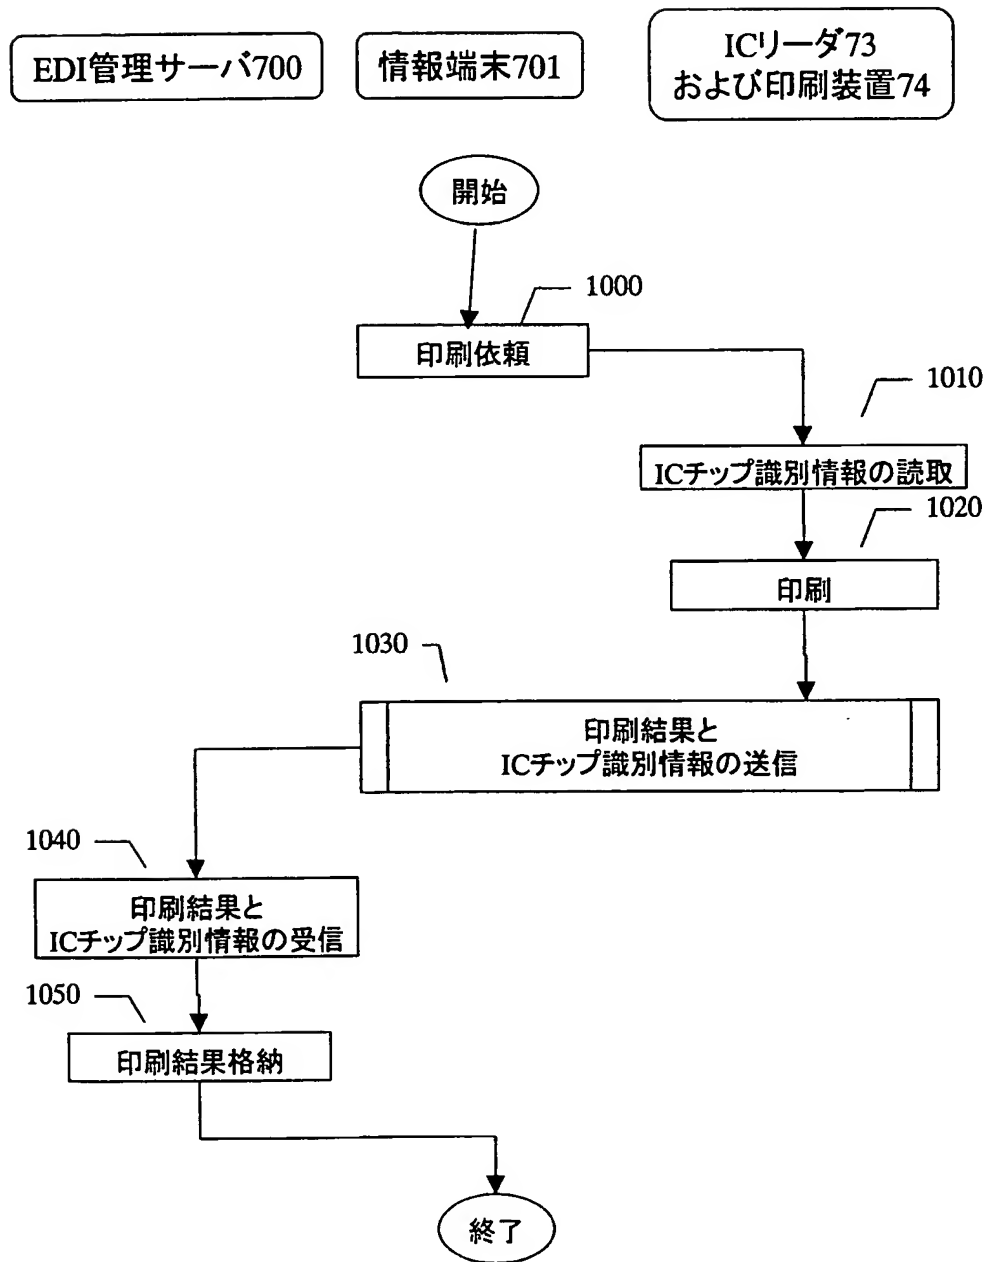 EDI管理サーバ700
情報端末701
ICリーダ73
および印刷装置74
開始
1000
印刷依頼
1010
ICチップ識別情報の読取
1020
印刷
1030
印刷結果と
ICチップ識別情報の送信
1040
印刷結果と
ICチップ識別情報の受信
1050
印刷結果格納
終了